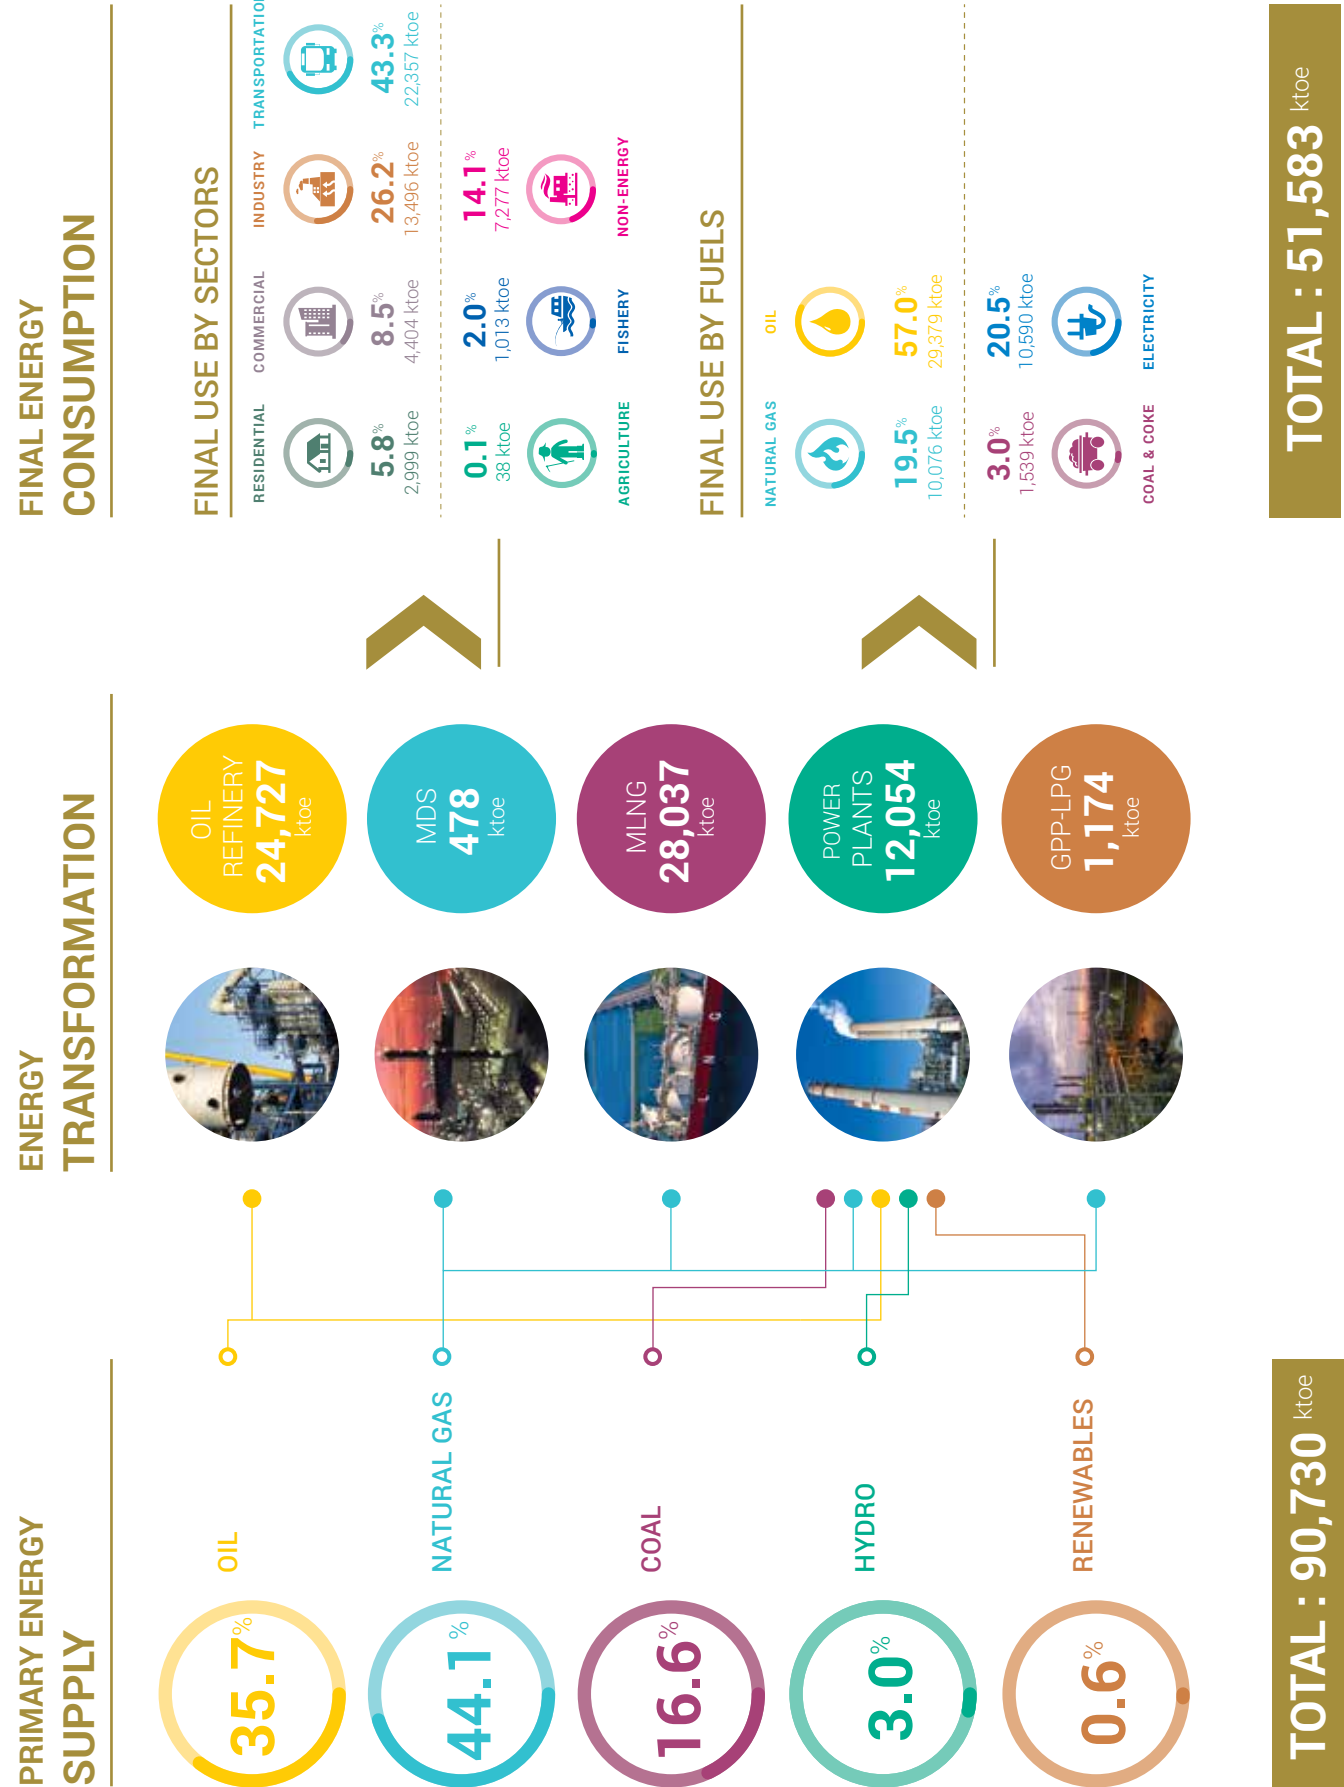 PRIMARY ENERGY
SUPPLY
35.7%
OIL
44.1%
NATURAL GAS
16.6%
COAL
3.0%
HYDRO
0.6%
RENEWABLES
TOTAL : 90,730 ktoe
ENERGY
TRANSFORMATION
OIL
REFINERY
24,727
ktoe
MDS
478
ktoe
MLNG
28,037
ktoe
POWER
PLANTS
12,054
ktoe
GPP-LPG
1,174
ktoe
L N G
FINAL ENERGY
CONSUMPTION
FINAL USE BY SECTORS
RESIDENTIAL
5.8%
2,999 ktoe
COMMERCIAL
8.5%
4,404 ktoe
INDUSTRY
26.2%
13,496 ktoe
TRANSPORTATION
43.3%
22,357 ktoe
0.1%
38 ktoe
AGRICULTURE
2.0%
1,013 ktoe
FISHERY
14.1%
7,277 ktoe
NON-ENERGY
FINAL USE BY FUELS
NATURAL GAS
19.5%
10,076 ktoe
OIL
57.0%
29,379 ktoe
3.0%
1,539 ktoe
COAL & COKE
20.5%
10,590 ktoe
ELECTRICITY
TOTAL : 51,583 ktoe